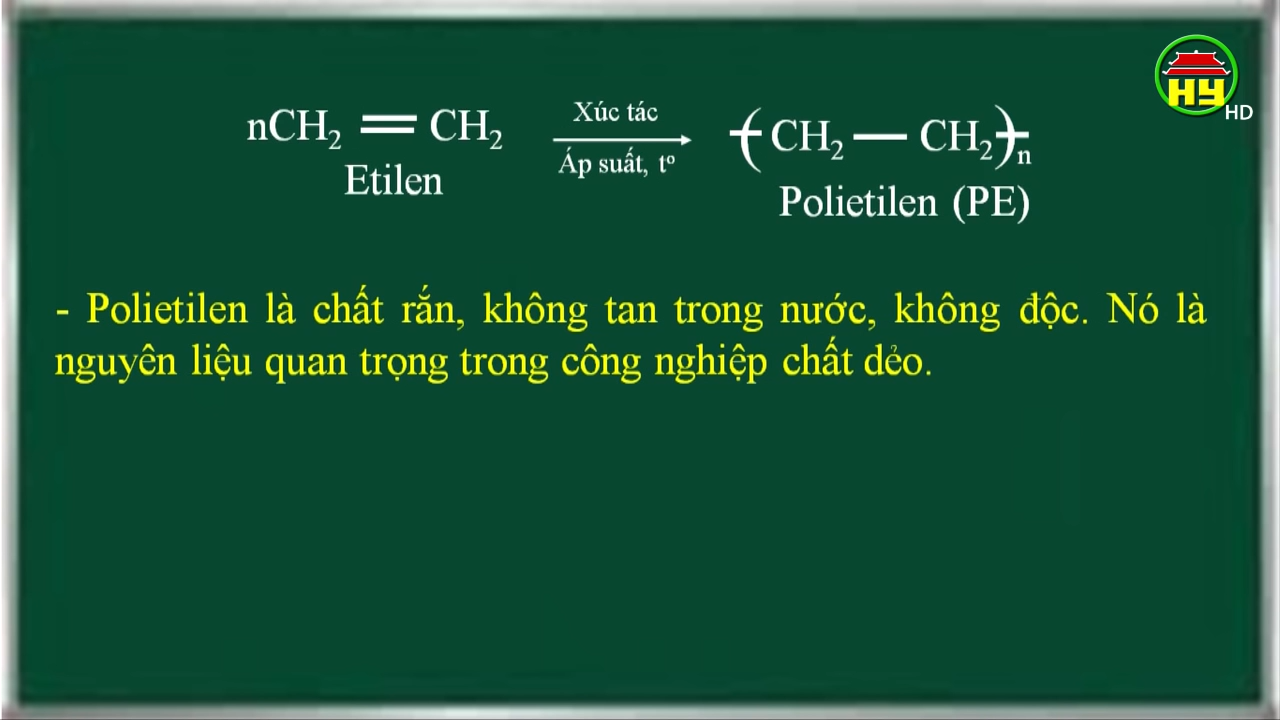 HY
HD
nCH₂ = CH₂ Xúc tác (CH₂ — CH₂)n
Áp suất, tº
Etilen
Polietilen (PE)
- Polietilen là chất rắn, không tan trong nước, không độc. Nó là
nguyên liệu quan trọng trong công nghiệp chất dẻo.